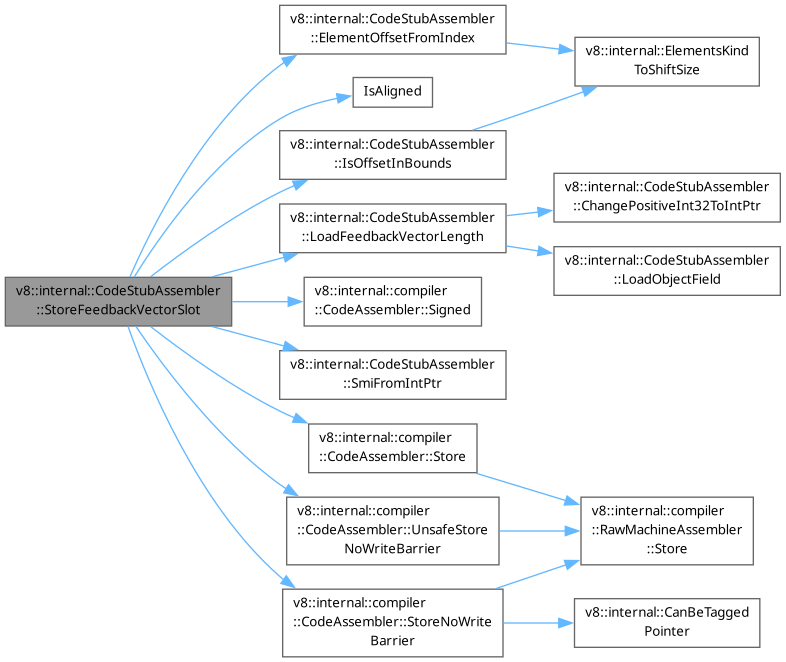 v8::internal::CodeStubAssembler
::StoreFeedbackVectorSlot
v8::internal::CodeStubAssembler
::ElementOffsetFromIndex
v8::internal::ElementsKind
ToShiftSize
IsAligned
v8::internal::CodeStubAssembler
::IsOffsetInBounds
v8::internal::CodeStubAssembler
::LoadFeedbackVectorLength
v8::internal::CodeStubAssembler
::ChangePositiveInt32ToIntPtr
v8::internal::CodeStubAssembler
::LoadObjectField
v8::internal::compiler
::CodeAssembler::Signed
v8::internal::CodeStubAssembler
::SmiFromIntPtr
v8::internal::compiler
::CodeAssembler::Store
v8::internal::compiler
::CodeAssembler::UnsafeStore
NoWriteBarrier
v8::internal::compiler
::RawMachineAssembler
::Store
v8::internal::compiler
::CodeAssembler::StoreNoWrite
Barrier
v8::internal::CanBeTagged
Pointer